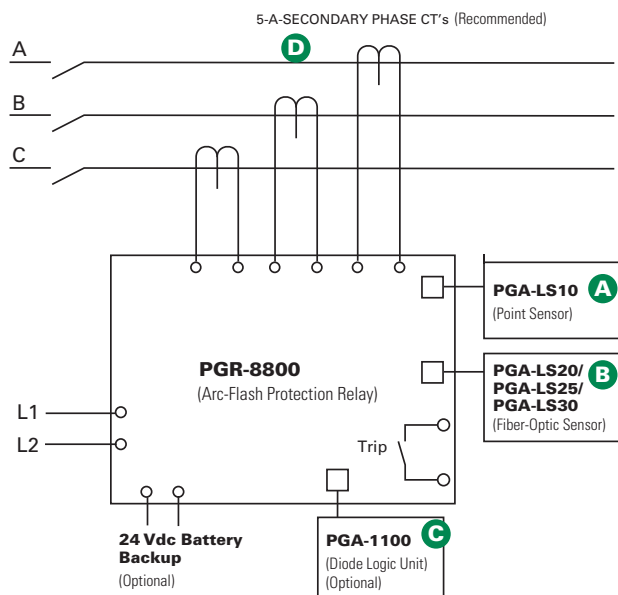 5-A-SECONDARY PHASE CT's (Recommended)
D
A
B
C
PGA-LS10 A
(Point Sensor)
PGR-8800
(Arc-Flash Protection Relay)
PGA-LS20/ B
PGA-LS25/
PGA-LS30
(Fiber-Optic Sensor)
L1
L2
Trip
24 Vdc Battery
Backup
(Optional)
PGA-1100 C
(Diode Logic Unit)
(Optional)